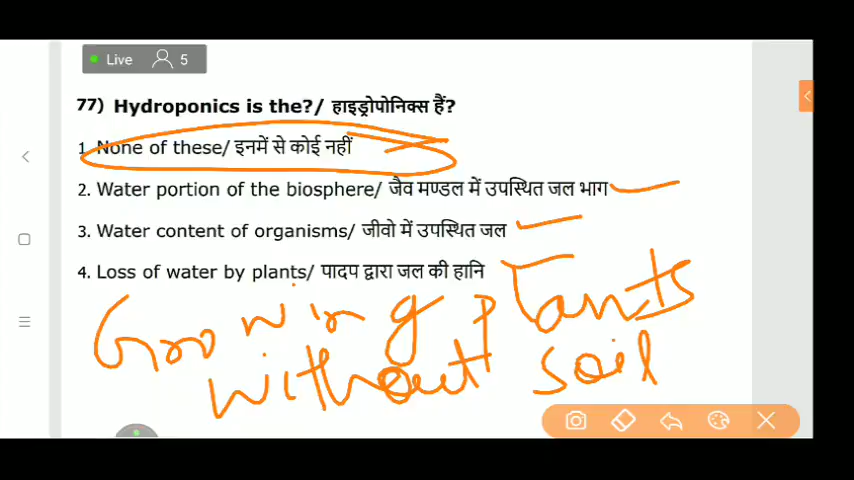 Live 5
77) Hydroponics is the?/ हाइड्रोपोनिक्स हैं?
1. None of these/ इनमें से कोई नहीं
2. Water portion of the biosphere/ जैव मण्डल में उपस्थित जल भाग
3. Water content of organisms/ जीवो में उपस्थित जल
4. Loss of water by plants/ पादप द्वारा जल की हानि
Growing Plants
without soil